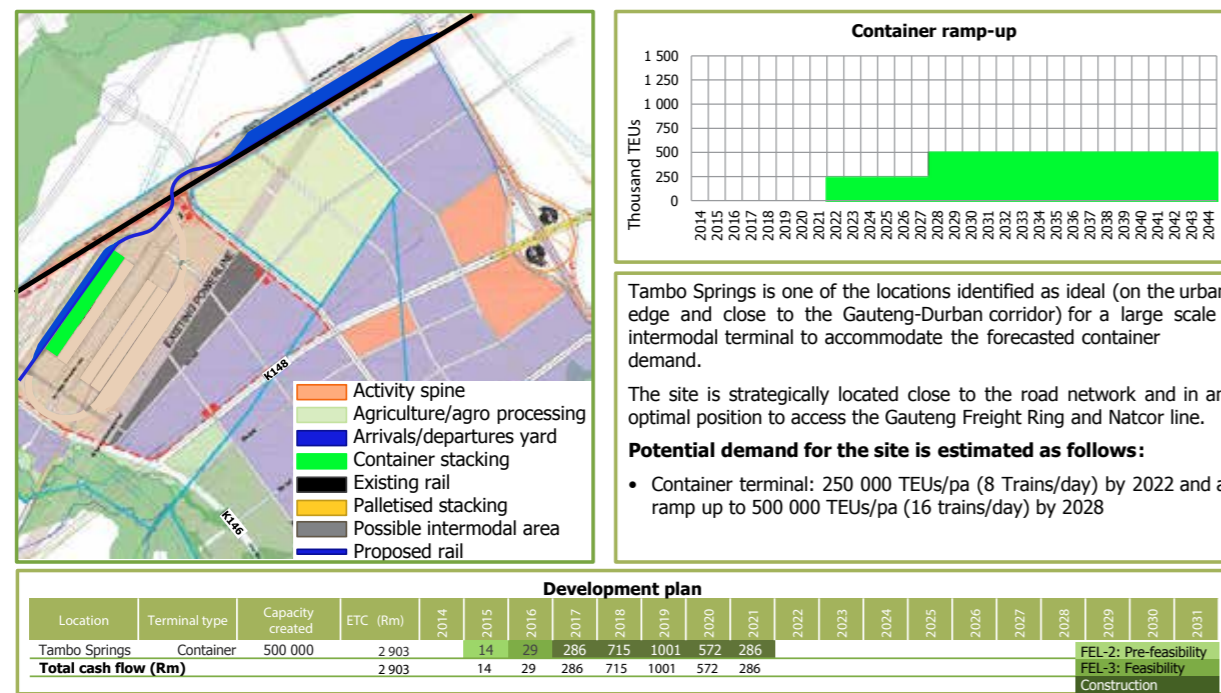 EXISTING POWERLINE
K148
K146
Activity spine
Agriculture/agro processing
Arrivals/departures yard
Container stacking
Existing rail
Palletised stacking
Possible intermodal area
Proposed rail
Container ramp-up
Thousand TEUs
1 500
1 250
1 000
750
500
250
0
2014 2015 2016 2017 2018 2019 2020 2021 2022 2023 2024 2025 2026 2027 2028 2029 2030 2031 2032 2033 2034 2035 2036 2037 2038 2039 2040 2041 2042 2043 2044
Tambo Springs is one of the locations identified as ideal (on the urban
edge and close to the Gauteng-Durban corridor) for a large scale
intermodal terminal to accommodate the forecasted container
demand.
The site is strategically located close to the road network and in an
optimal position to access the Gauteng Freight Ring and Natcor line.
Potential demand for the site is estimated as follows:
• Container terminal: 250 000 TEUs/pa (8 Trains/day) by 2022 and a
ramp up to 500 000 TEUs/pa (16 trains/day) by 2028
Development plan
Location Terminal type Capacity created ETC (Rm) 2014 2015 2016 2017 2018 2019 2020 2021 2022 2023 2024 2025 2026 2027 2028 2029 2030 2031
Tambo Springs Container 500 000 2 903 14 29 286 715 1001 572 286 FEL-2: Pre-feasibility
Total cash flow (Rm) 2 903 14 29 286 715 1001 572 286 FEL-3: Feasibility
Construction